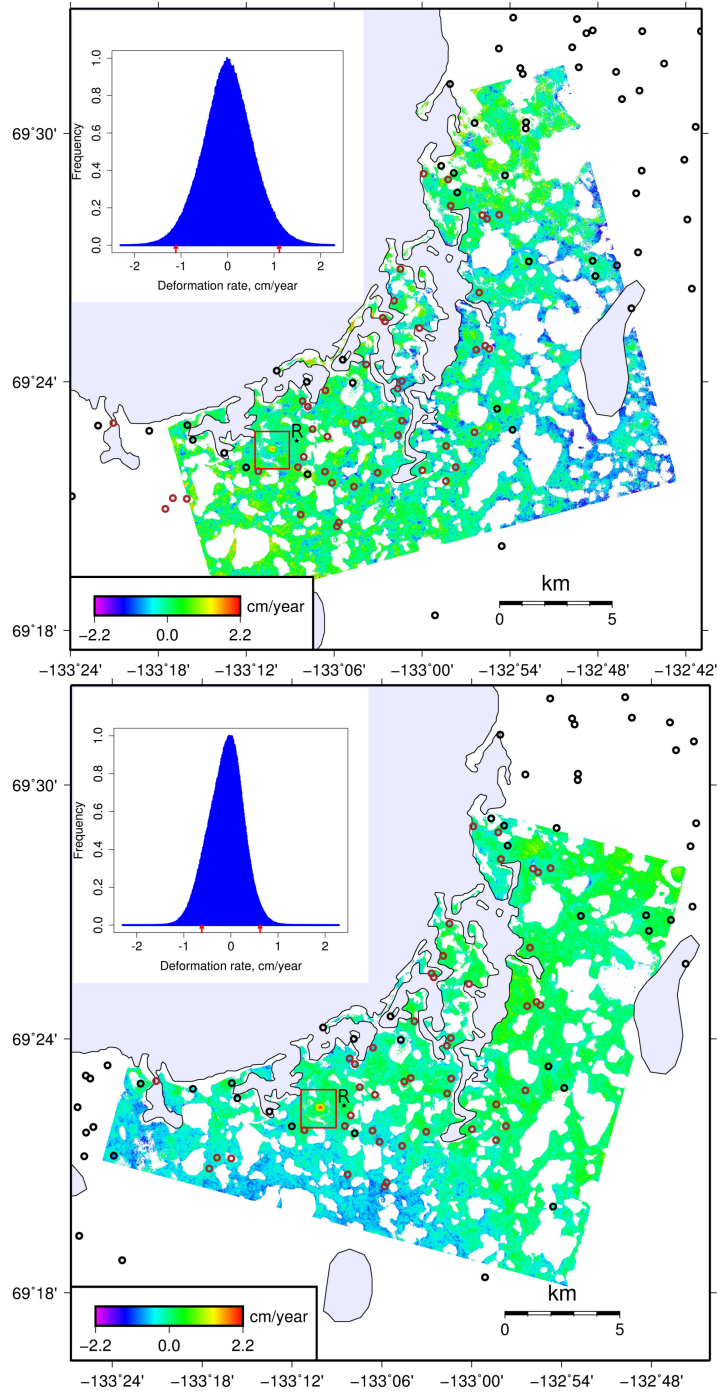 1.0
0.8
0.6
0.4
0.2
0.0
Frequency
-2 -1 0 1 2
Deformation rate, cm/year
69˚30'
69˚24'
69˚18'
R
cm/year
−2.2 0.0 2.2
km
0 5
−133˚24' −133˚18' −133˚12' −133˚06' −133˚00' −132˚54' −132˚48' −132˚42'
1.0
0.8
0.6
0.4
0.2
0.0
Frequency
-2 -1 0 1 2
Deformation rate, cm/year
69˚30'
69˚24'
69˚18'
R
cm/year
−2.2 0.0 2.2
km
0 5
−133˚24' −133˚18' −133˚12' −133˚06' −133˚00' −132˚54' −132˚48'